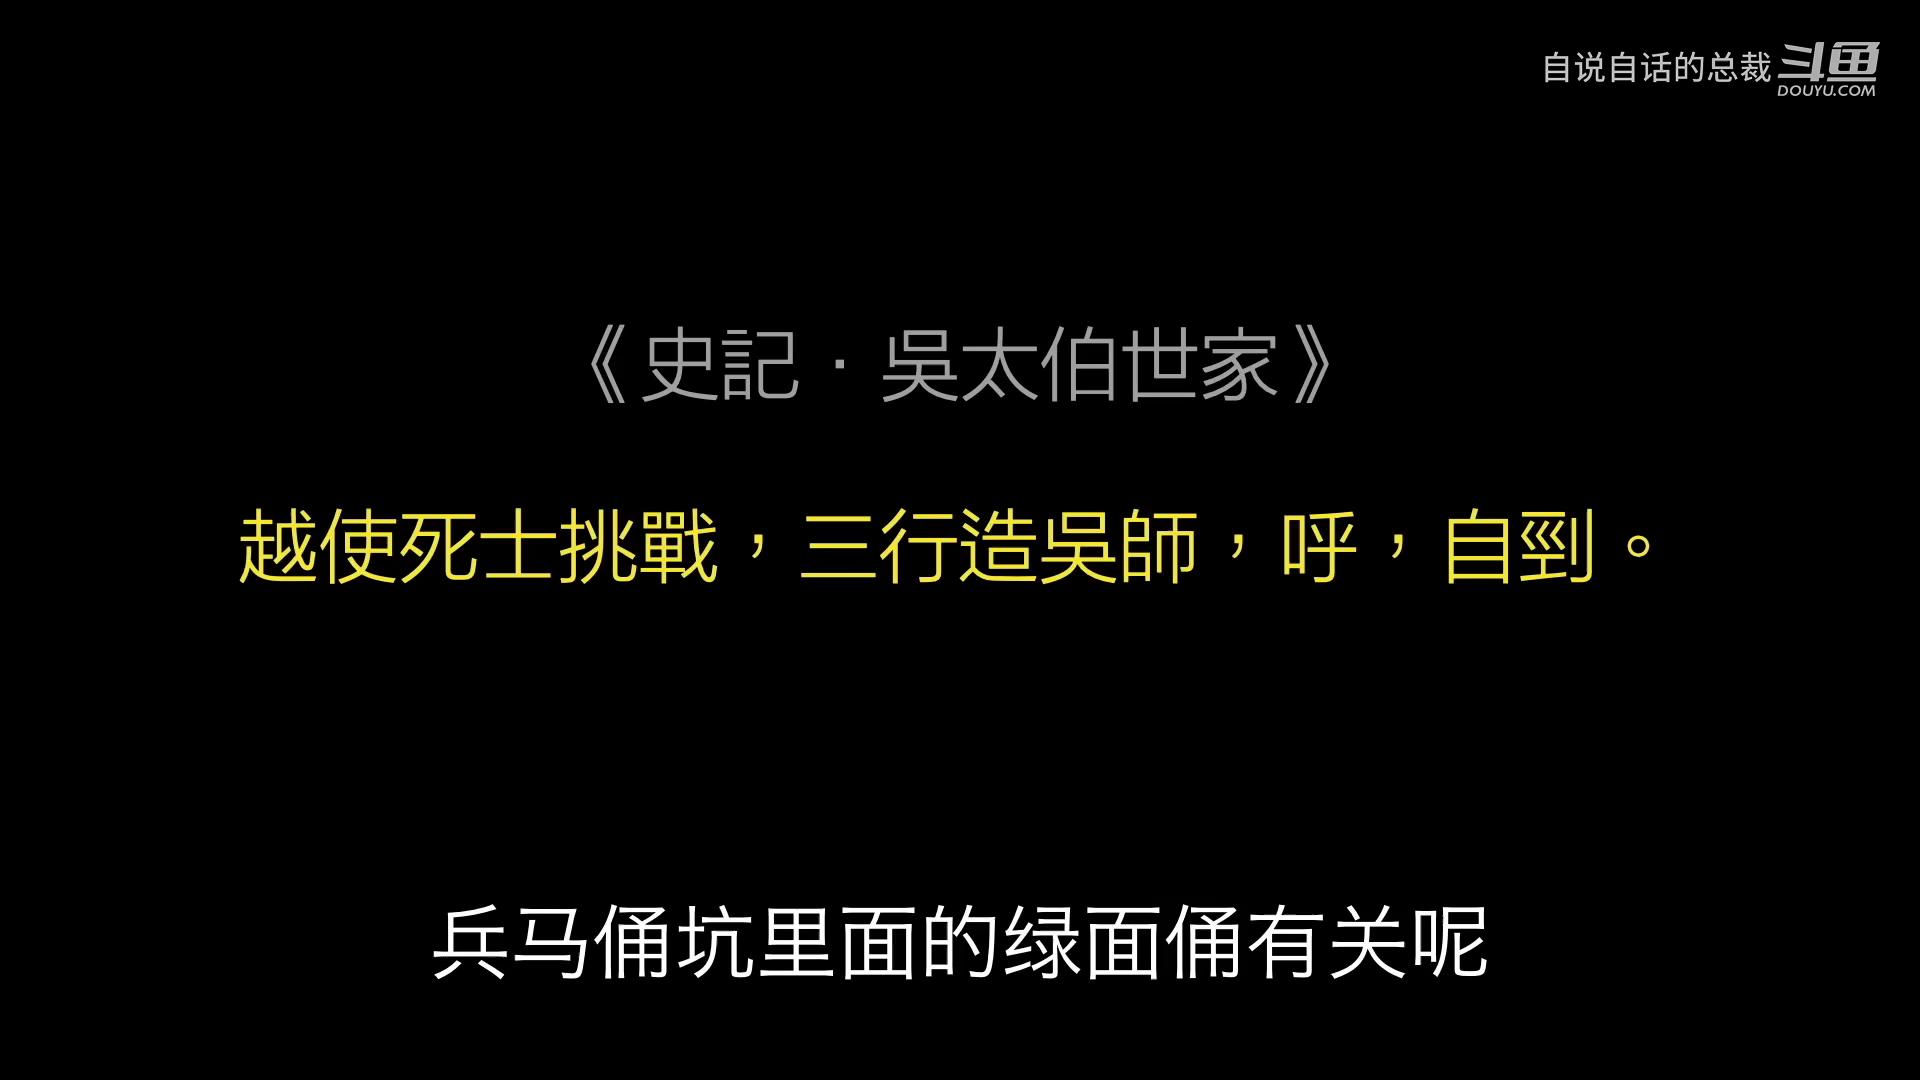 自说自话的总裁 斗鱼
DOUYU.COM
《史記·吳太伯世家》
越使死士挑戰，三行造吳師，呼，自剄。
兵马俑坑里面的绿面俑有关呢